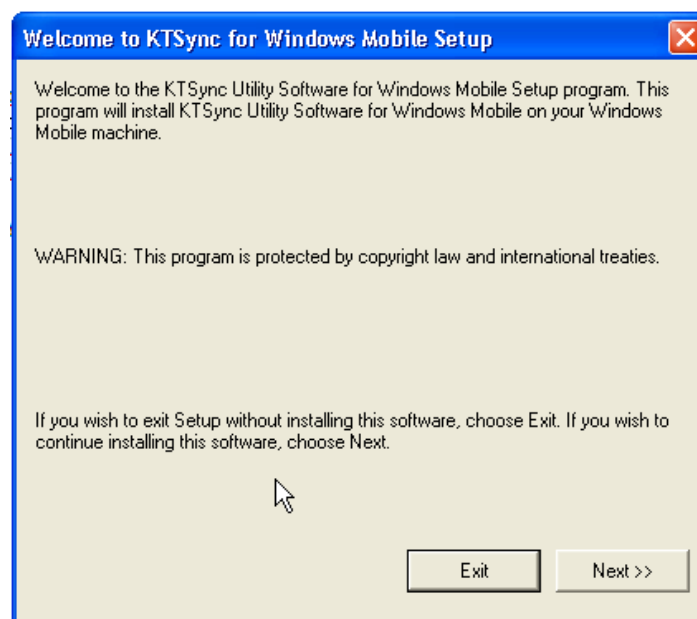 Welcome to KTSync for Windows Mobile Setup
Welcome to the KTSync Utility Software for Windows Mobile Setup program. This
program will install KTSync Utility Software for Windows Mobile on your Windows
Mobile machine.
WARNING: This program is protected by copyright law and international treaties.
If you wish to exit Setup without installing this software, choose Exit. If you wish to
continue installing this software, choose Next.
Exit
Next >>